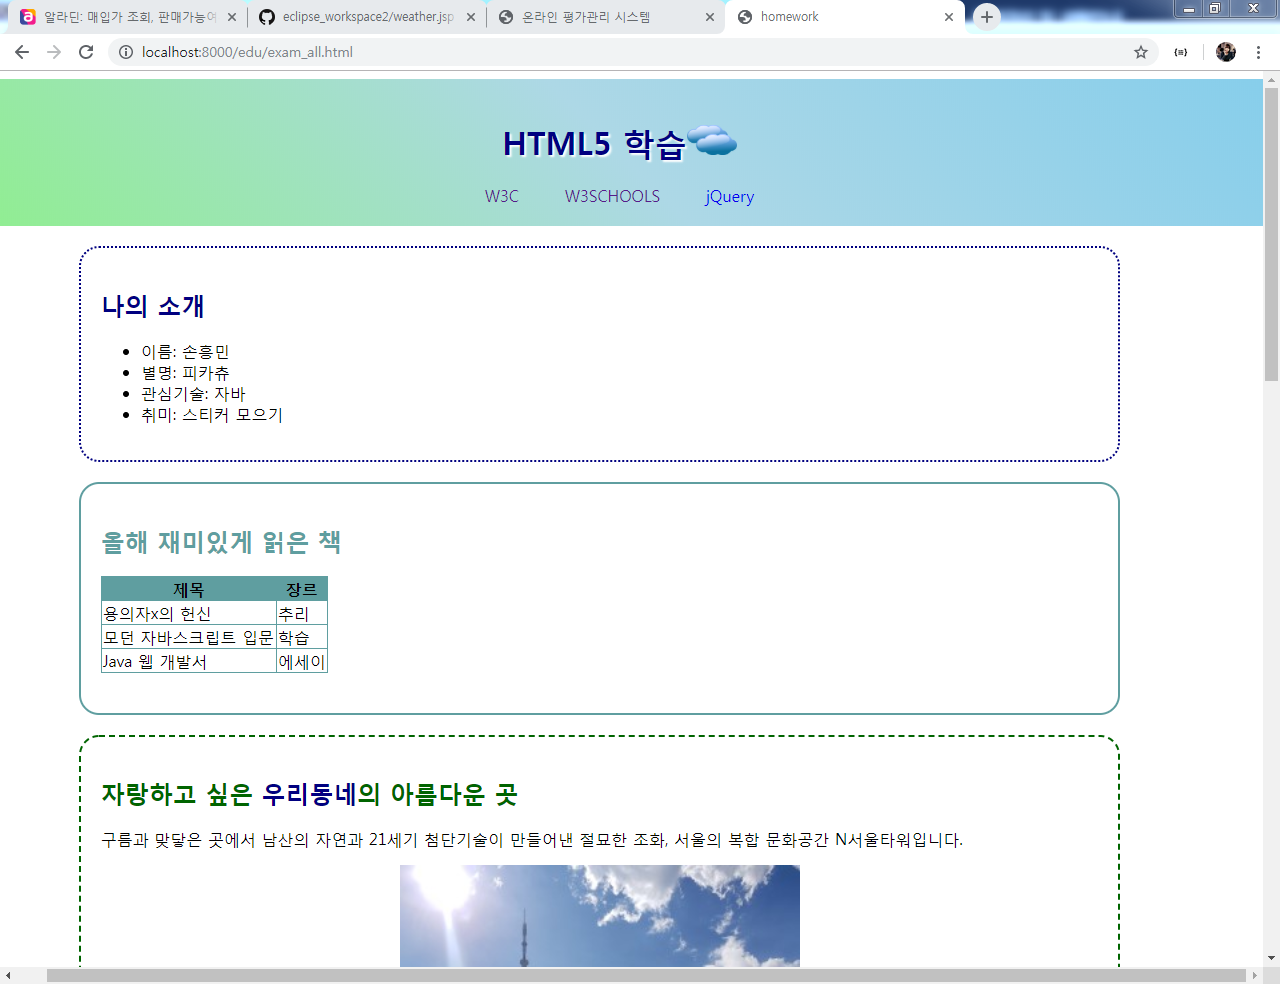 알라딘: 매입가 조회, 판매가능여
eclipse_workspace2/weather.jsp
온라인 평가관리 시스템
homework
localhost:8000/edu/exam_all.html
HTML5 학습
W3C W3SCHOOLS jQuery
나의 소개
이름: 손흥민
별명: 피카츄
관심기술: 자바
취미: 스티커 모으기
올해 재미있게 읽은 책
제목 장르
용의자x의 헌신 추리
모던 자바스크립트 입문 학습
Java 웹 개발서 에세이
자랑하고 싶은 우리동네의 아름다운 곳
구름과 맞닿은 곳에서 남산의 자연과 21세기 첨단기술이 만들어낸 절묘한 조화, 서울의 복합 문화공간 N서울타워입니다.